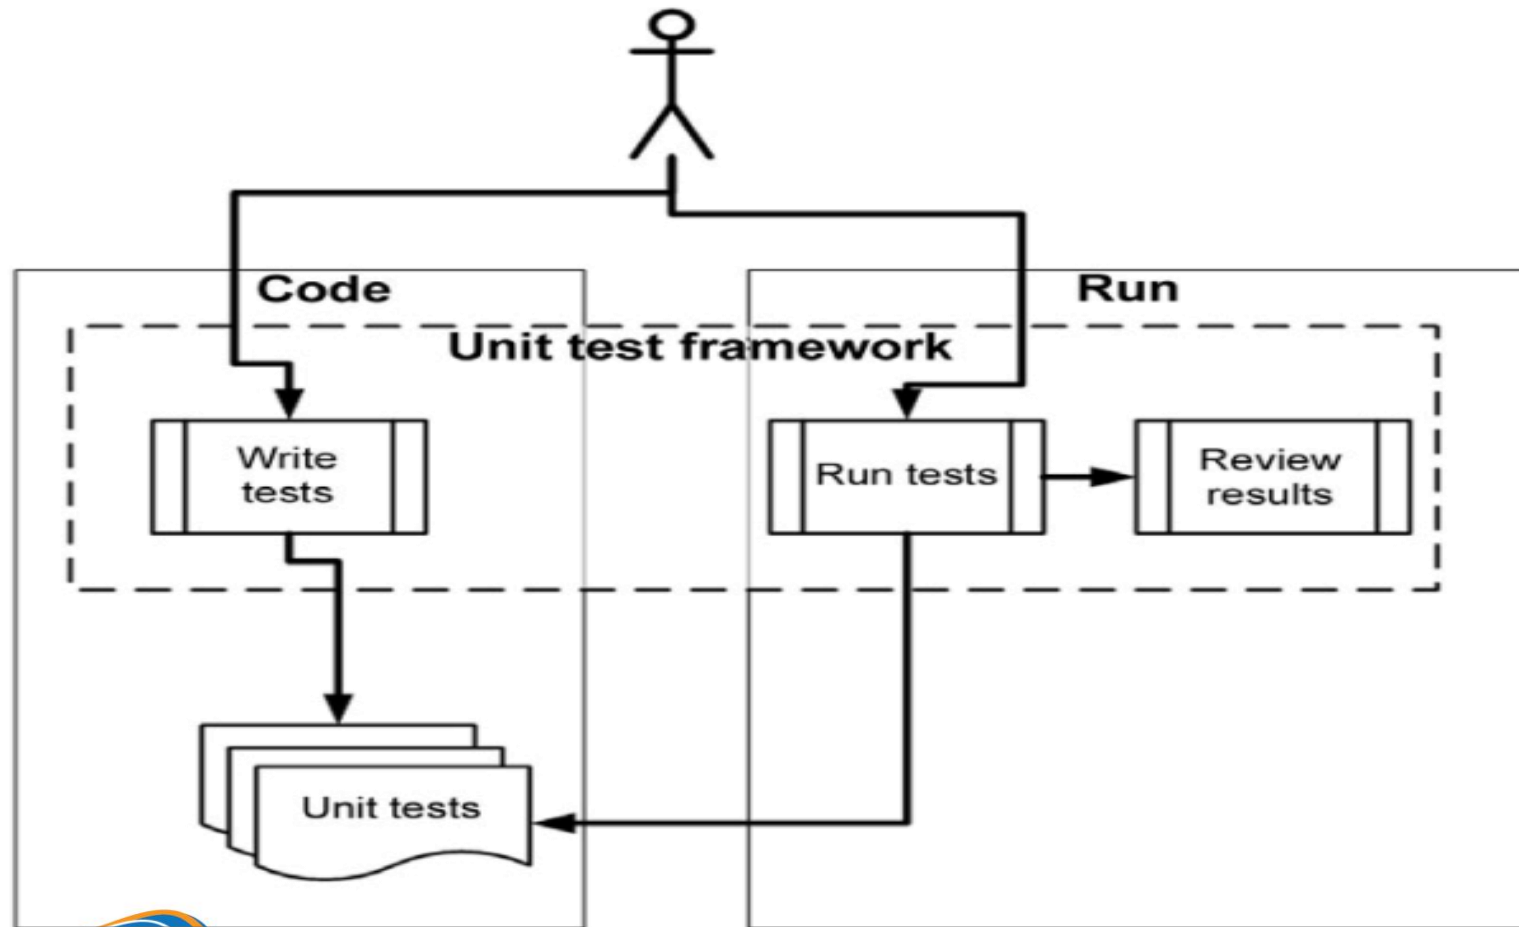 Code
Run
Unit test framework
Write
tests
Run tests
Review
results
Unit tests